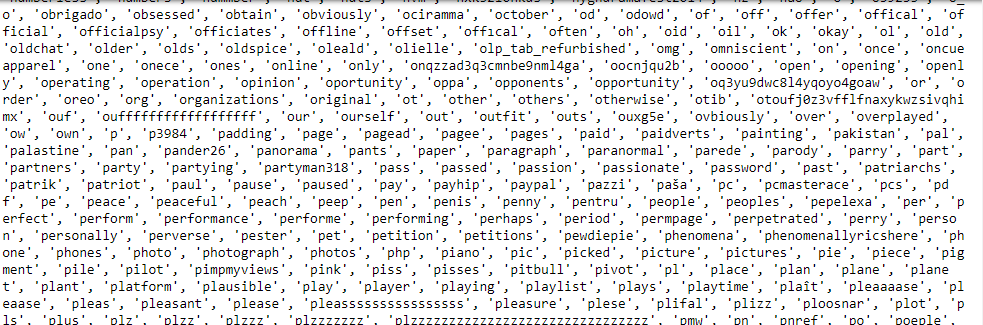 o', 'obrigado', 'obsessed', 'obtain', 'obviously', 'ociramma', 'october', 'od', 'odowd', 'of', 'off', 'offer', 'offical', 'of
ficial', 'officialpsy', 'officiates', 'offline', 'offset', 'offıcal', 'often', 'oh', 'oid', 'oil', 'ok', 'okay', 'ol', 'old',
'oldchat', 'older', 'olds', 'oldspice', 'oleald', 'olielle', 'olp_tab_refurbished', 'omg', 'omniscient', 'on', 'once', 'oncue
apparel', 'one', 'onece', 'ones', 'online', 'only', 'onqzzad3q3cmnbe9nml4ga', 'oocnjqu2b', 'ooooo', 'open', 'opening', 'openl
y', 'operating', 'operation', 'opinion', 'oportunity', 'oppa', 'opponents', 'opportunity', 'oq3yu9dwc8l4yqoyo4goaw', 'or', 'o
rder', 'oreo', 'org', 'organizations', 'original', 'ot', 'other', 'others', 'otherwise', 'otib', 'otoufj0z3vfflfnaxykwzsivqhi
mx', 'ouf', 'ouffffffffffffffffffff', 'our', 'ourself', 'out', 'outfit', 'outs', 'ouxg5e', 'ovbiously', 'over', 'overplayed',
'ow', 'own', 'p', 'p3984', 'padding', 'page', 'pagead', 'pagee', 'pages', 'paid', 'paidverts', 'painting', 'pakistan', 'pal',
'palastine', 'pan', 'pander26', 'panorama', 'pants', 'paper', 'paragraph', 'paranormal', 'parede', 'parody', 'parry', 'part',
'partners', 'party', 'partying', 'partyman318', 'pass', 'passed', 'passion', 'passionate', 'password', 'past', 'patriarchs',
'patrik', 'patriot', 'paul', 'pause', 'paused', 'pay', 'payhip', 'paypal', 'pazzi', 'paša', 'pc', 'pcmasterace', 'pcs', 'pd
f', 'pe', 'peace', 'peaceful', 'peach', 'peep', 'pen', 'penis', 'penny', 'pentru', 'people', 'peoples', 'pepelexa', 'per', 'p
erfect', 'perform', 'performance', 'performe', 'performing', 'perhaps', 'period', 'permpage', 'perpetrated', 'perry', 'perso
n', 'personally', 'perverse', 'pester', 'pet', 'petition', 'petitions', 'pewdiepie', 'phenomena', 'phenomenallyricshere', 'ph
one', 'phones', 'photo', 'photograph', 'photos', 'php', 'piano', 'pic', 'picked', 'picture', 'pictures', 'pie', 'piece', 'pig
ment', 'pile', 'pilot', 'pimpmyviews', 'pink', 'piss', 'pisses', 'pitbull', 'pivot', 'pl', 'place', 'plan', 'plane', 'plane
t', 'plant', 'platform', 'plausible', 'play', 'player', 'playing', 'playlist', 'plays', 'playtime', 'plaît', 'pleaaaase', 'pl
eaase', 'pleas', 'pleasant', 'please', 'pleasssssssssssssssss', 'pleasure', 'plese', 'plifal', 'plizz', 'ploosnar', 'plot', 'p
ls', 'plus', 'plz', 'plzz', 'plzzz', 'plzzzzzzz', 'plzzzzzzzzzzzzzzzzzzzzzzzzzzzzzz', 'pmw', 'pn', 'pnref', 'po', 'poeple',